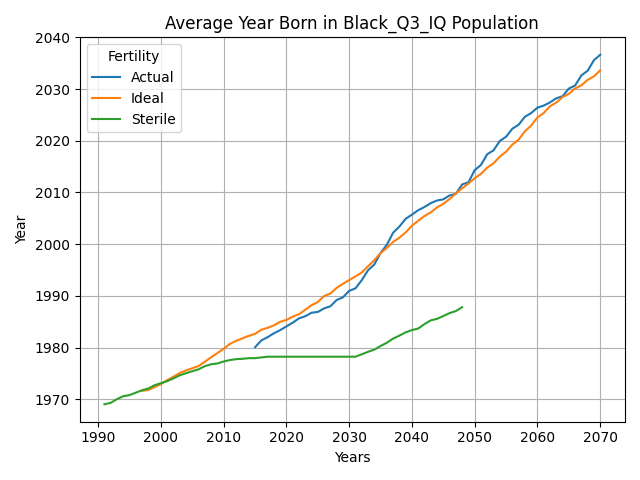 Average Year Born in Black_Q3_IQ Population
2040
2030
2020
2010
2000
1990
1980
1970
Year
Fertility
Actual
Ideal
Sterile
1990 2000 2010 2020 2030 2040 2050 2060 2070
Years